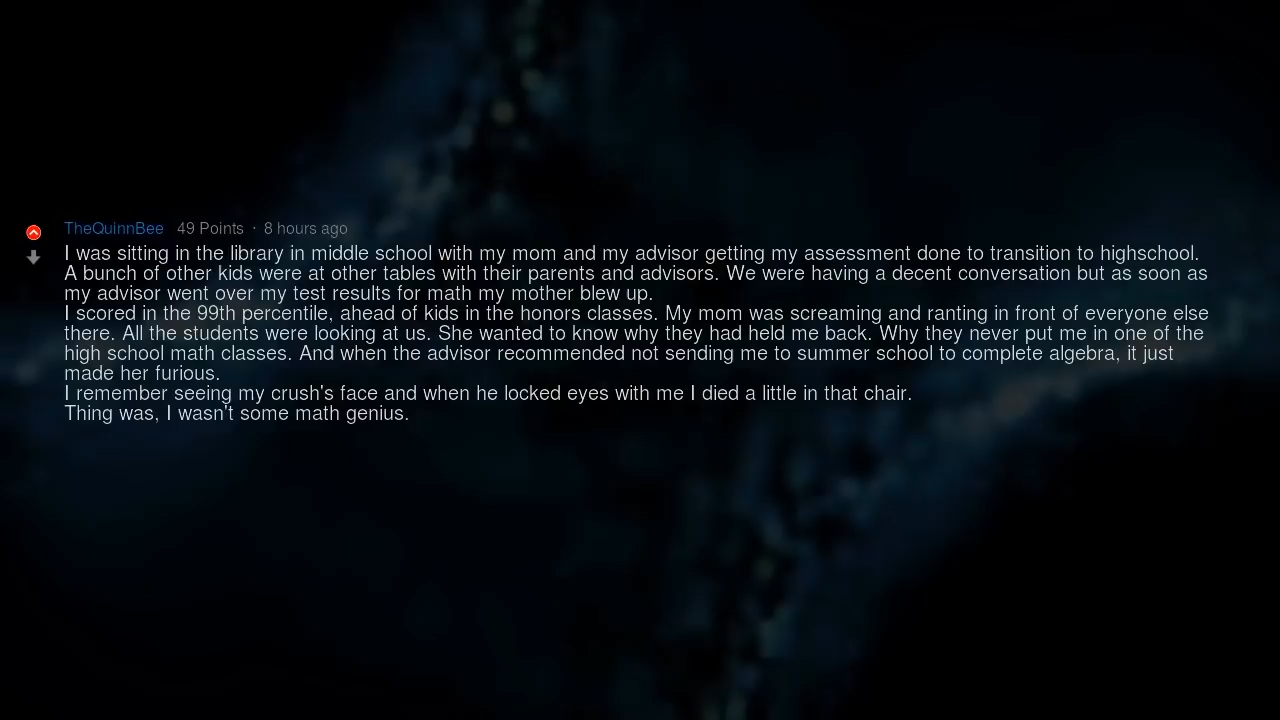 TheQuinnBee 49 Points · 8 hours ago
I was sitting in the library in middle school with my mom and my advisor getting my assessment done to transition to highschool.
A bunch of other kids were at other tables with their parents and advisors. We were having a decent conversation but as soon as
my advisor went over my test results for math my mother blew up.
I scored in the 99th percentile, ahead of kids in the honors classes. My mom was screaming and ranting in front of everyone else
there. All the students were looking at us. She wanted to know why they had held me back. Why they never put me in one of the
high school math classes. And when the advisor recommended not sending me to summer school to complete algebra, it just
made her furious.
I remember seeing my crush's face and when he locked eyes with me I died a little in that chair.
Thing was, I wasn't some math genius.